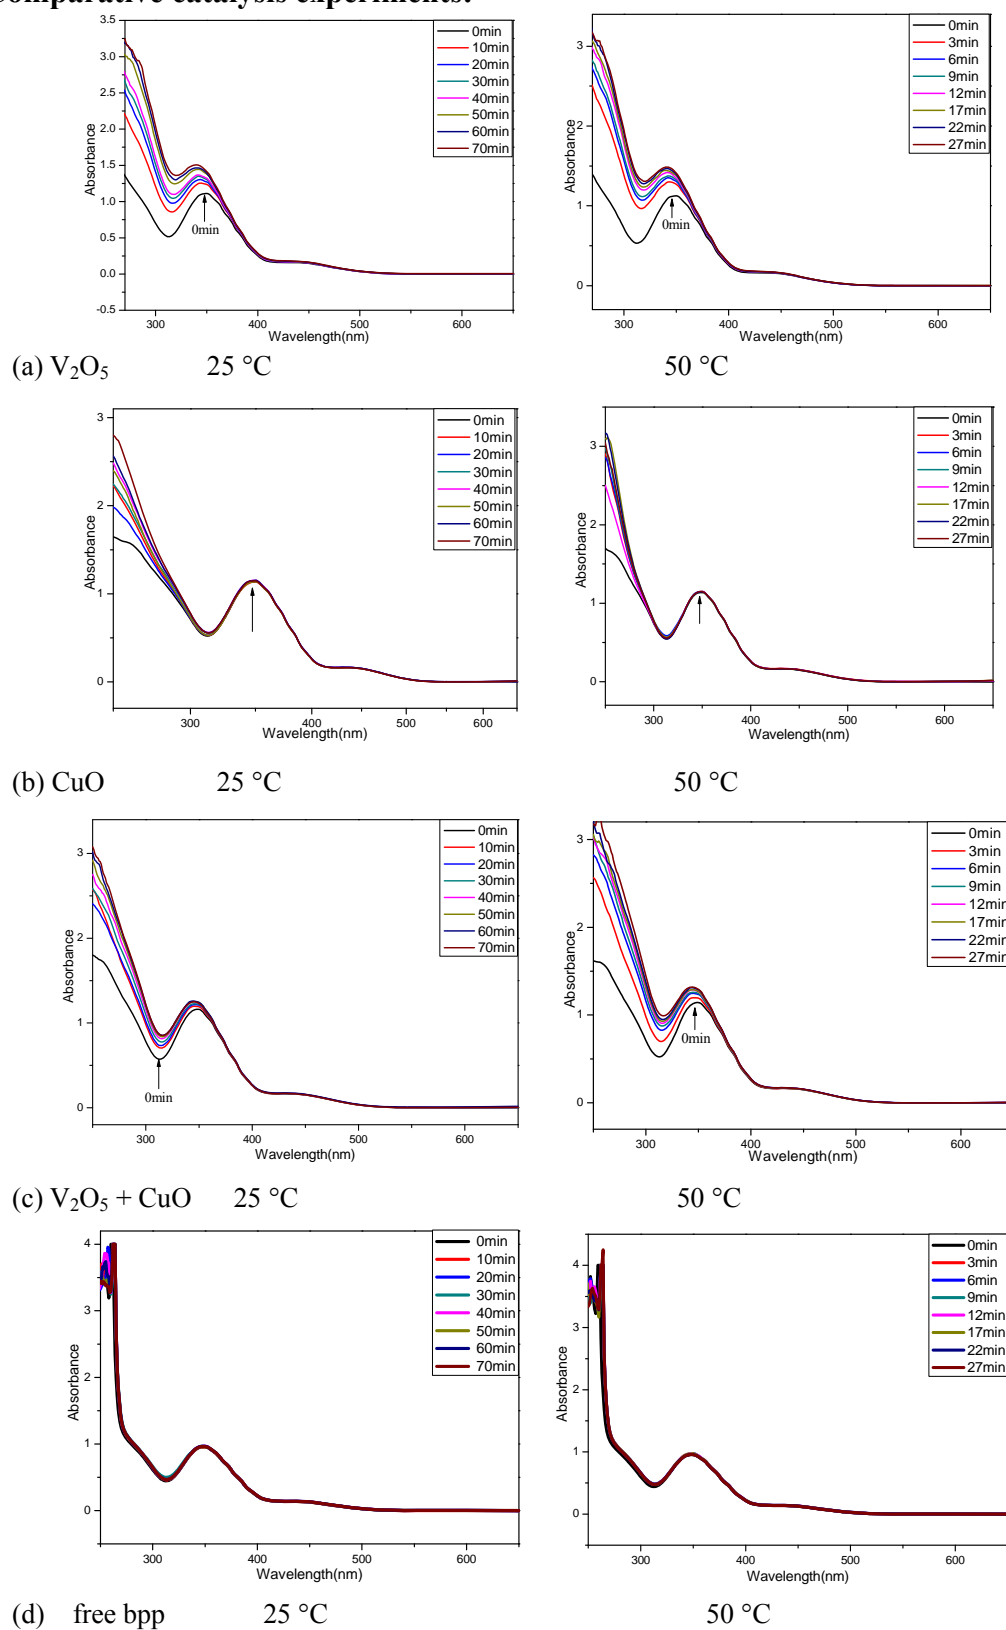 Comparative catalysis experiments.
3.5
3.0
2.5
2.0
1.5
1.0
0.5
0.0
-0.5
Absorbance
300
400
500
600
Wavelength(nm)
0min
0min
10min
20min
30min
40min
50min
60min
70min
3
2
1
0
Absorbance
300
400
500
600
Wavelength(nm)
0min
0min
3min
6min
9min
12min
17min
22min
27min
(a) V₂O₅ 25 °C 50 °C
3
2
1
0
Absorbance
300
400
500
600
Wavelength(nm)
0min
10min
20min
30min
40min
50min
60min
70min
3
2
1
0
Absorbance
300
400
500
600
Wavelength(nm)
0min
3min
6min
9min
12min
17min
22min
27min
(b) CuO 25 °C 50 °C
3
2
1
0
Absorbance
300
400
500
600
Wavelength(nm)
0min
0min
10min
20min
30min
40min
50min
60min
70min
3
2
1
0
Absorbance
300
400
500
600
Wavelength(nm)
0min
0min
3min
6min
9min
12min
17min
22min
27min
(c) V₂O₅ + CuO 25 °C 50 °C
4
3
2
1
0
Absorbance
300
400
500
600
Wavelength(nm)
0min
10min
20min
30min
40min
50min
60min
70min
4
3
2
1
0
Absorbance
300
400
500
600
Wavelength(nm)
0min
3min
6min
9min
12min
17min
22min
27min
(d) free bpp 25 °C 50 °C